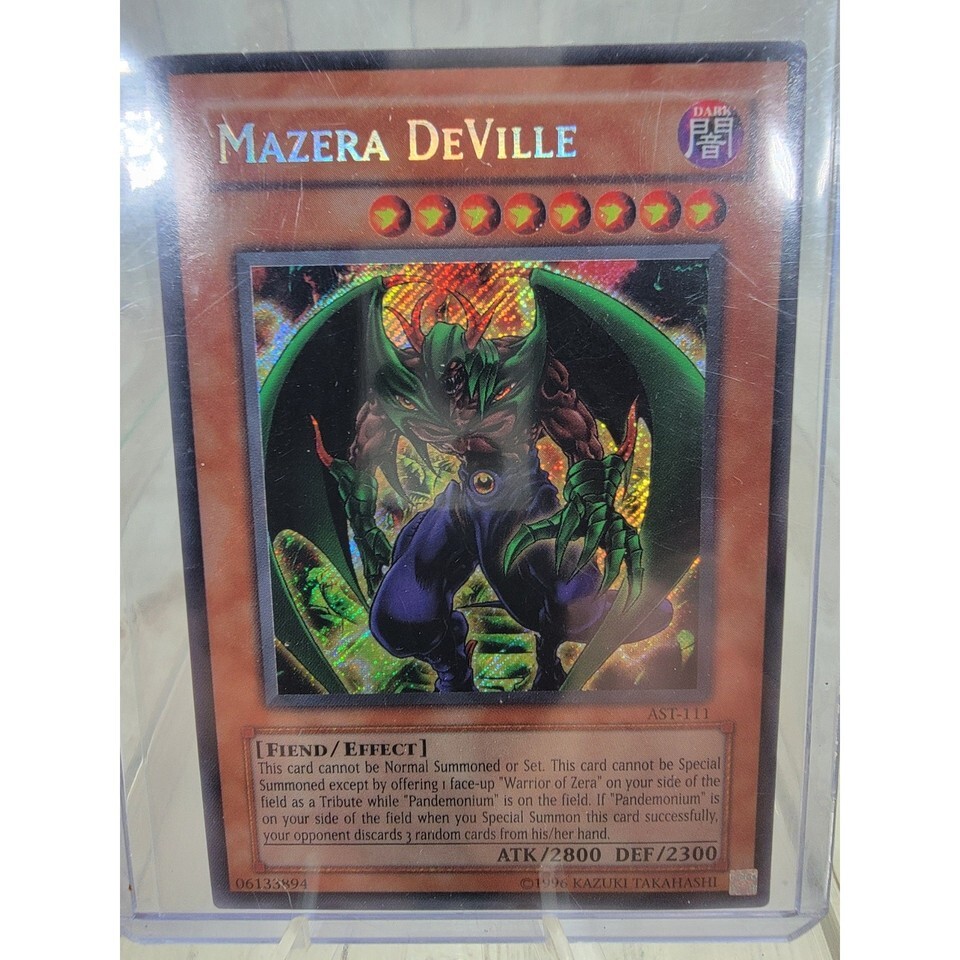 MAZERA DEVILLE
DARK
闇
AST-111
[FIEND/EFFECT]
This card cannot be Normal Summoned or Set. This card cannot be Special
Summoned except by offering 1 face-up "Warrior of Zera" on your side of the
field as a Tribute while "Pandemonium" is on the field. If "Pandemonium" is
on your side of the field when you Special Summon this card successfully,
your opponent discards 3 random cards from his/her hand.
ATK/2800 DEF/2300
06133894 ©1996 KAZUKI TAKAHASHI